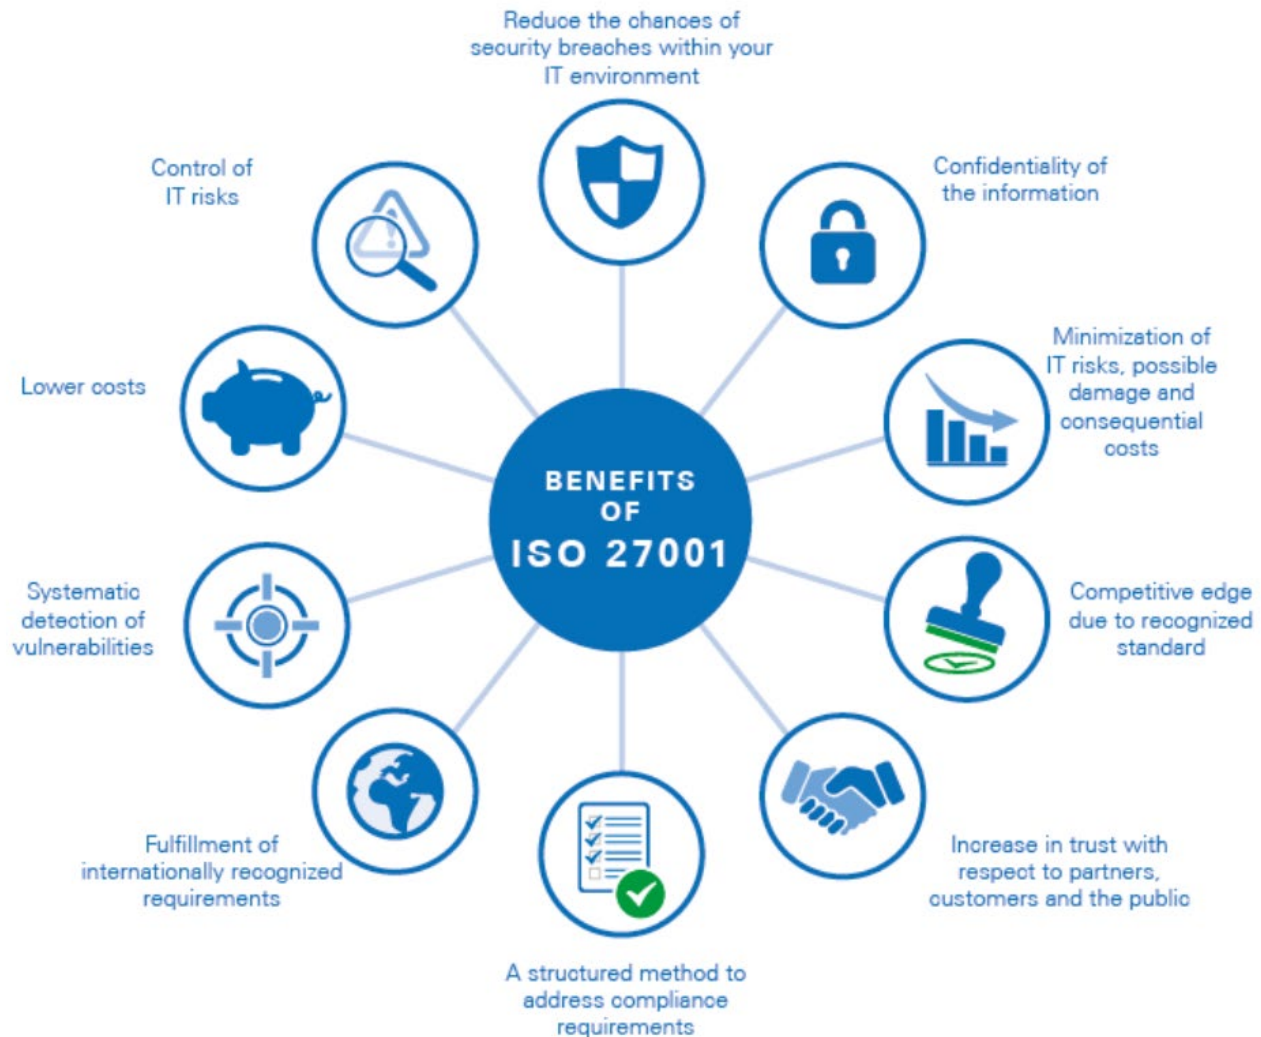 Reduce the chances of
security breaches within your
IT environment
Confidentiality of
the information
Minimization of
IT risks, possible
damage and
consequential
costs
Competitive edge
due to recognized
standard
Increase in trust with
respect to partners,
customers and the public
A structured method to
address compliance
requirements
Fulfillment of
internationally recognized
requirements
Systematic
detection of
vulnerabilities
Lower costs
Control of
IT risks
BENEFITS
OF
ISO 27001